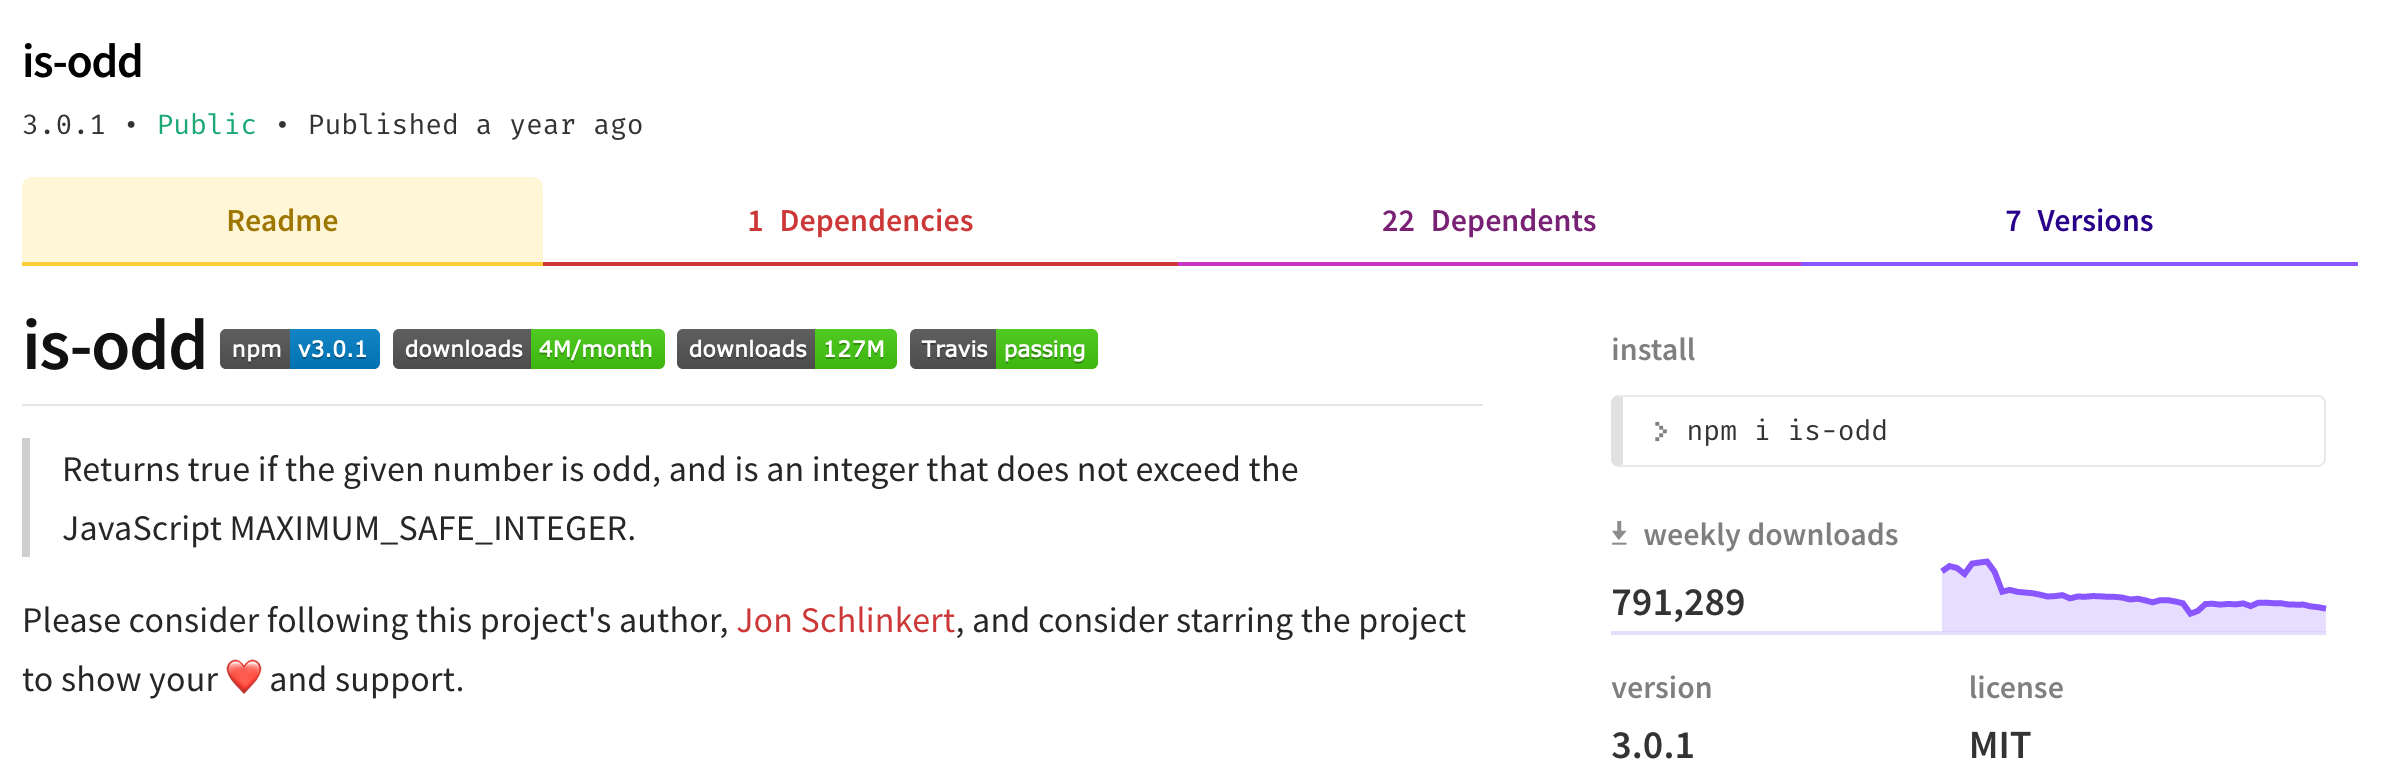 is-odd
3.0.1 • Public • Published a year ago
Readme
1 Dependencies
22 Dependents
7 Versions
is-odd npm v3.0.1 downloads 4M/month downloads 127M Travis passing
Returns true if the given number is odd, and is an integer that does not exceed the
JavaScript MAXIMUM_SAFE_INTEGER.
Please consider following this project's author, Jon Schlinkert, and consider starring the project
to show your ❤️ and support.
install
> npm i is-odd
weekly downloads
791,289
version
3.0.1
license
MIT